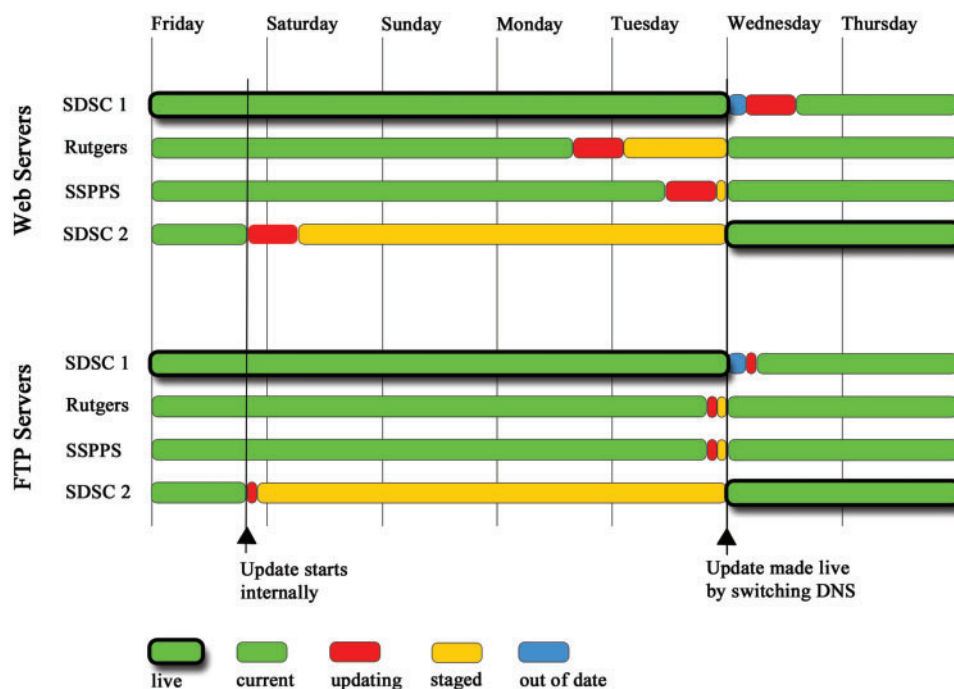 Friday Saturday Sunday Monday Tuesday Wednesday Thursday
Web Servers
SDSC 1
Rutgers
SSPPS
SDSC 2
FTP Servers
SDSC 1
Rutgers
SSPPS
SDSC 2
Update starts
internally
Update made live
by switching DNS
live current updating staged out of date